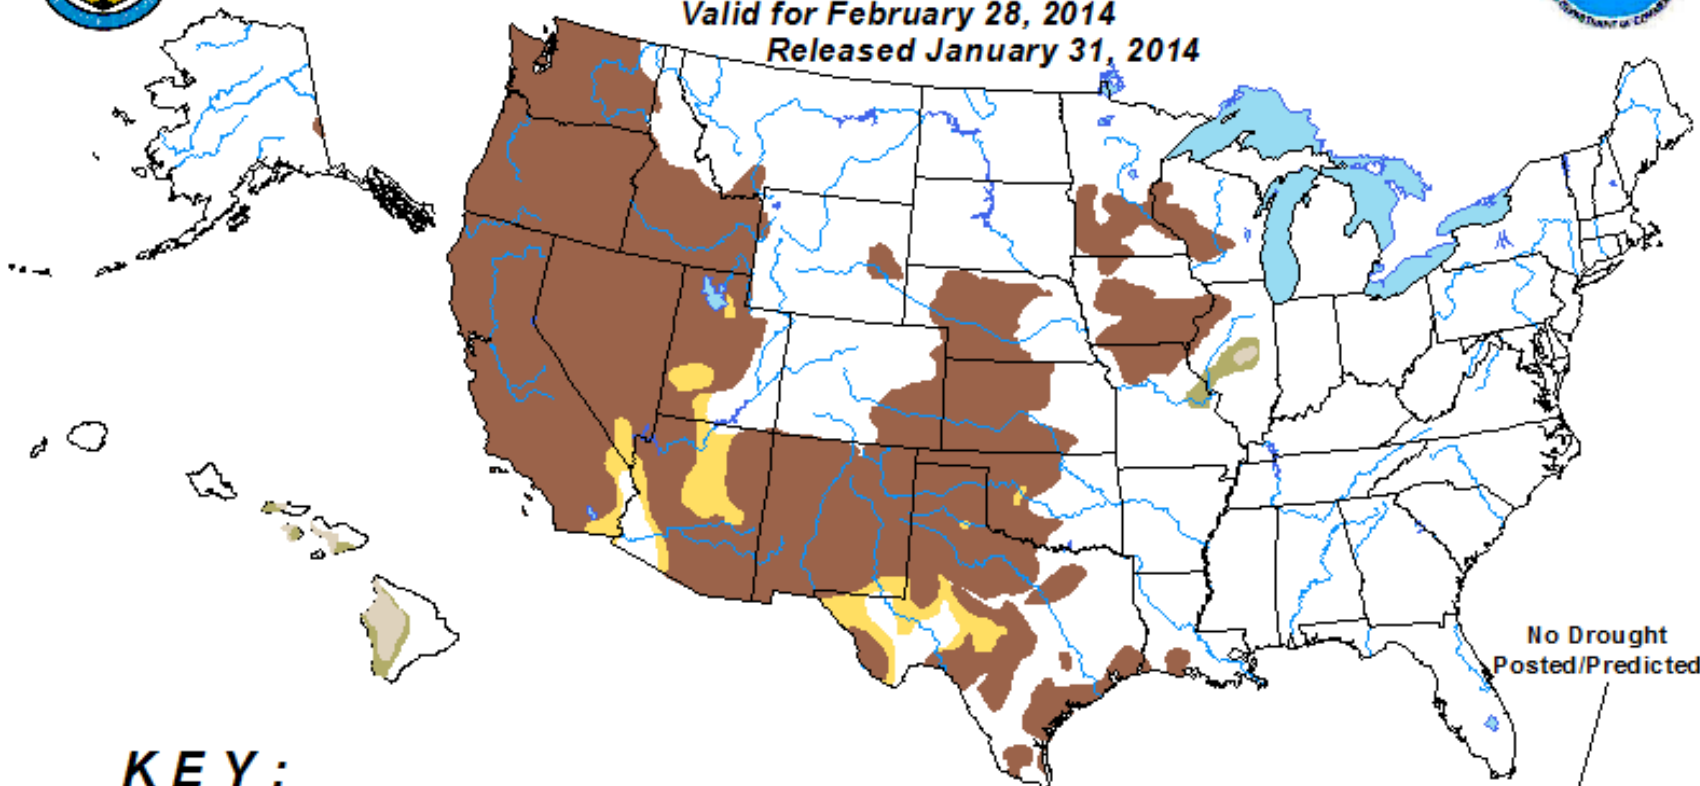 Valid for February 28, 2014
Released January 31, 2014
No Drought
Posted/Predicted
KEY: